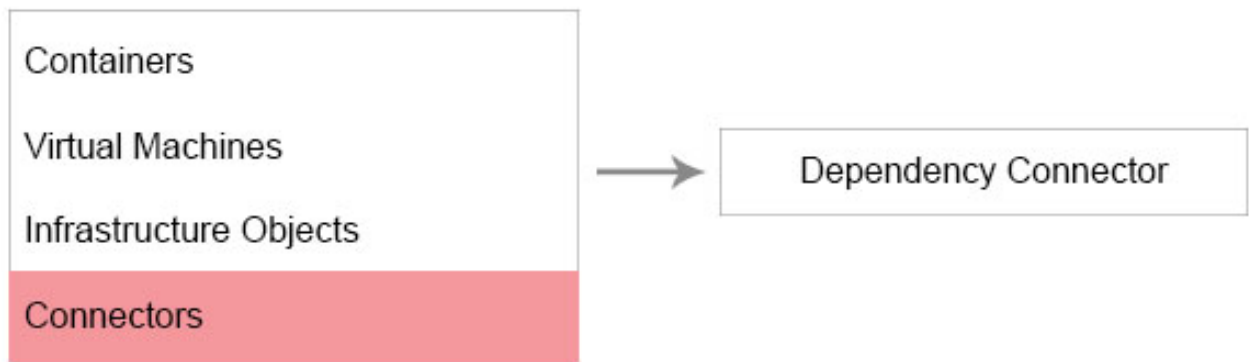 Containers
Virtual Machines
Infrastructure Objects
Connectors
Dependency Connector